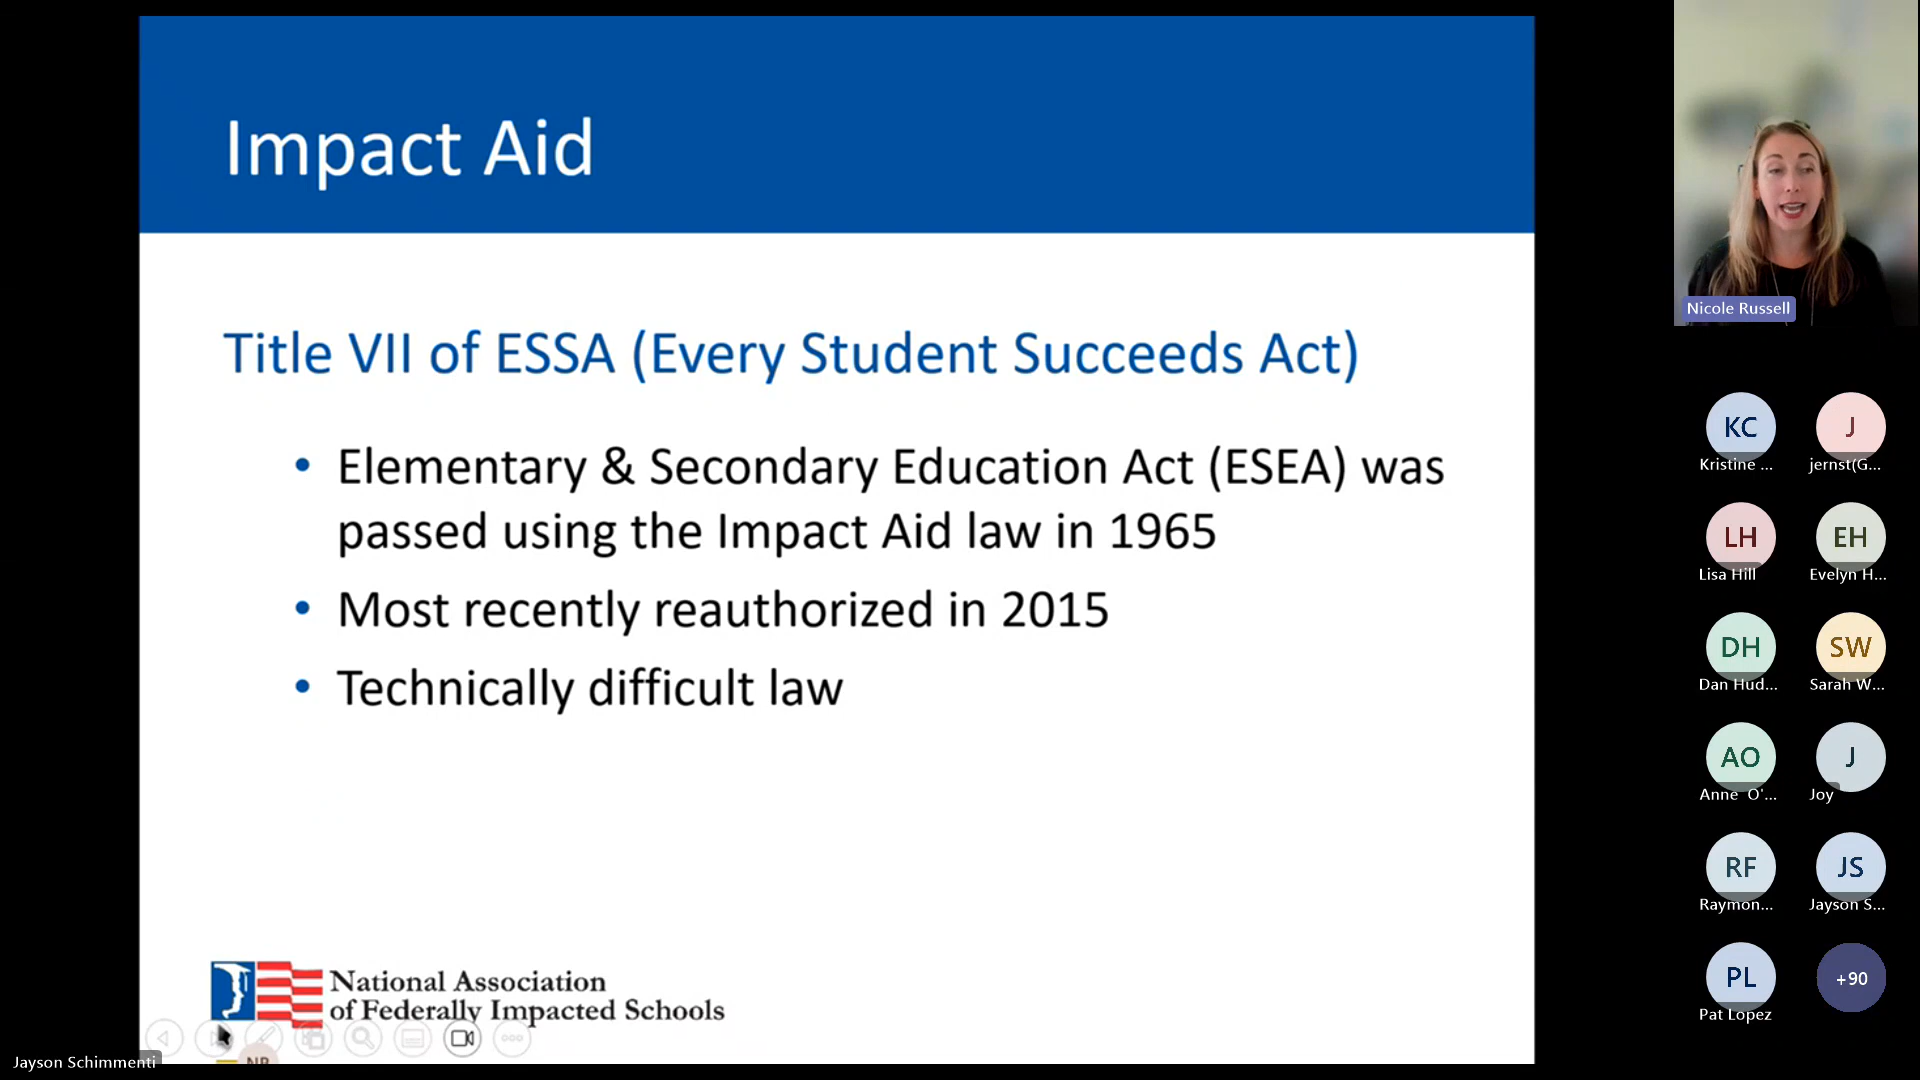 Impact Aid
Title VII of ESSA (Every Student Succeeds Act)
• Elementary & Secondary Education Act (ESEA) was
passed using the Impact Aid law in 1965
• Most recently reauthorized in 2015
• Technically difficult law
National Association
of Federally Impacted Schools
NR
Jayson Schimmenti
Nicole Russell
KC
Kristine ...
J
jernst(G...
LH
Lisa Hill
EH
Evelyn H...
DH
Dan Hud...
SW
Sarah W...
AO
Anne O'...
J
Joy
RF
Raymon...
JS
Jayson S...
PL
Pat Lopez
+90